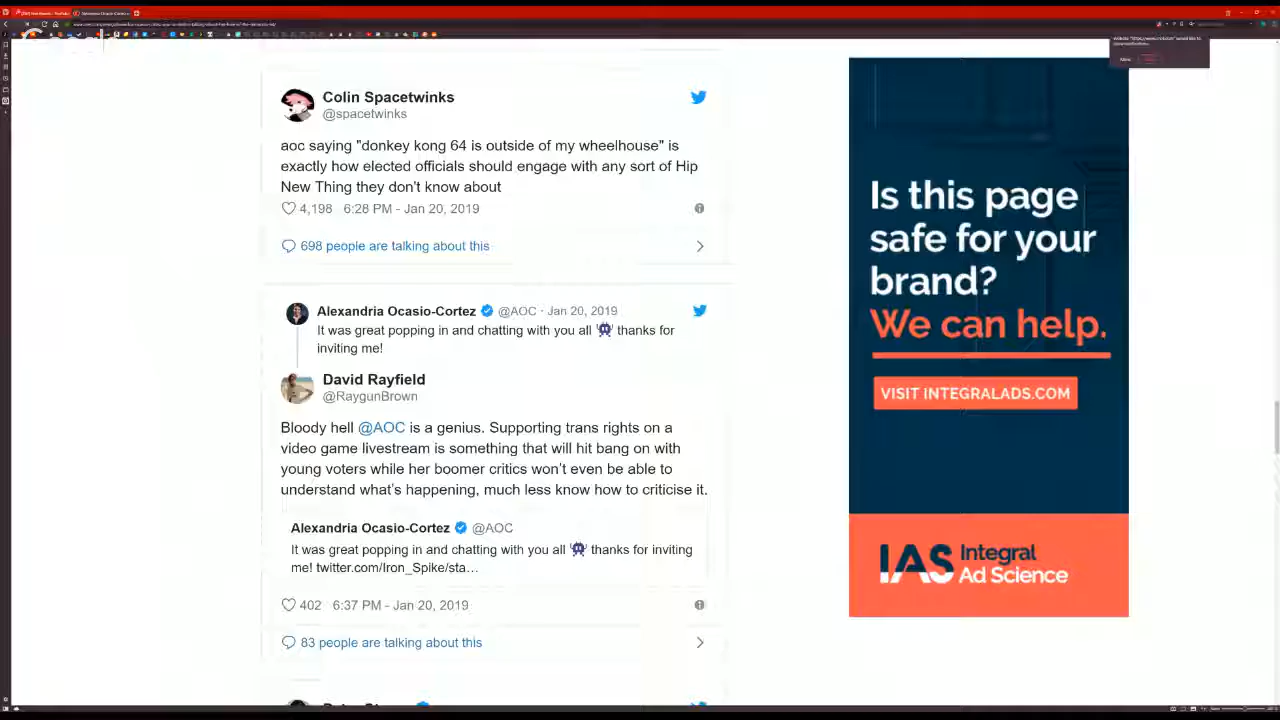 Colin Spacetwinks
@spacetwinks
aoc saying "donkey kong 64 is outside of my wheelhouse" is
exactly how elected officials should engage with any sort of Hip
New Thing they don't know about
4,198 6:28 PM - Jan 20, 2019
698 people are talking about this
Alexandria Ocasio-Cortez @AOC · Jan 20, 2019
It was great popping in and chatting with you all 👾 thanks for
inviting me!
David Rayfield
@RaygunBrown
Bloody hell @AOC is a genius. Supporting trans rights on a
video game livestream is something that will hit bang on with
young voters while her boomer critics won't even be able to
understand what's happening, much less know how to criticise it.
Alexandria Ocasio-Cortez @AOC
It was great popping in and chatting with you all 👾 thanks for inviting
me! twitter.com/Iron_Spike/sta…
402 6:37 PM - Jan 20, 2019
83 people are talking about this
Is this page
safe for your
brand?
We can help.
VISIT INTEGRALADS.COM
IAS Integral
Ad Science